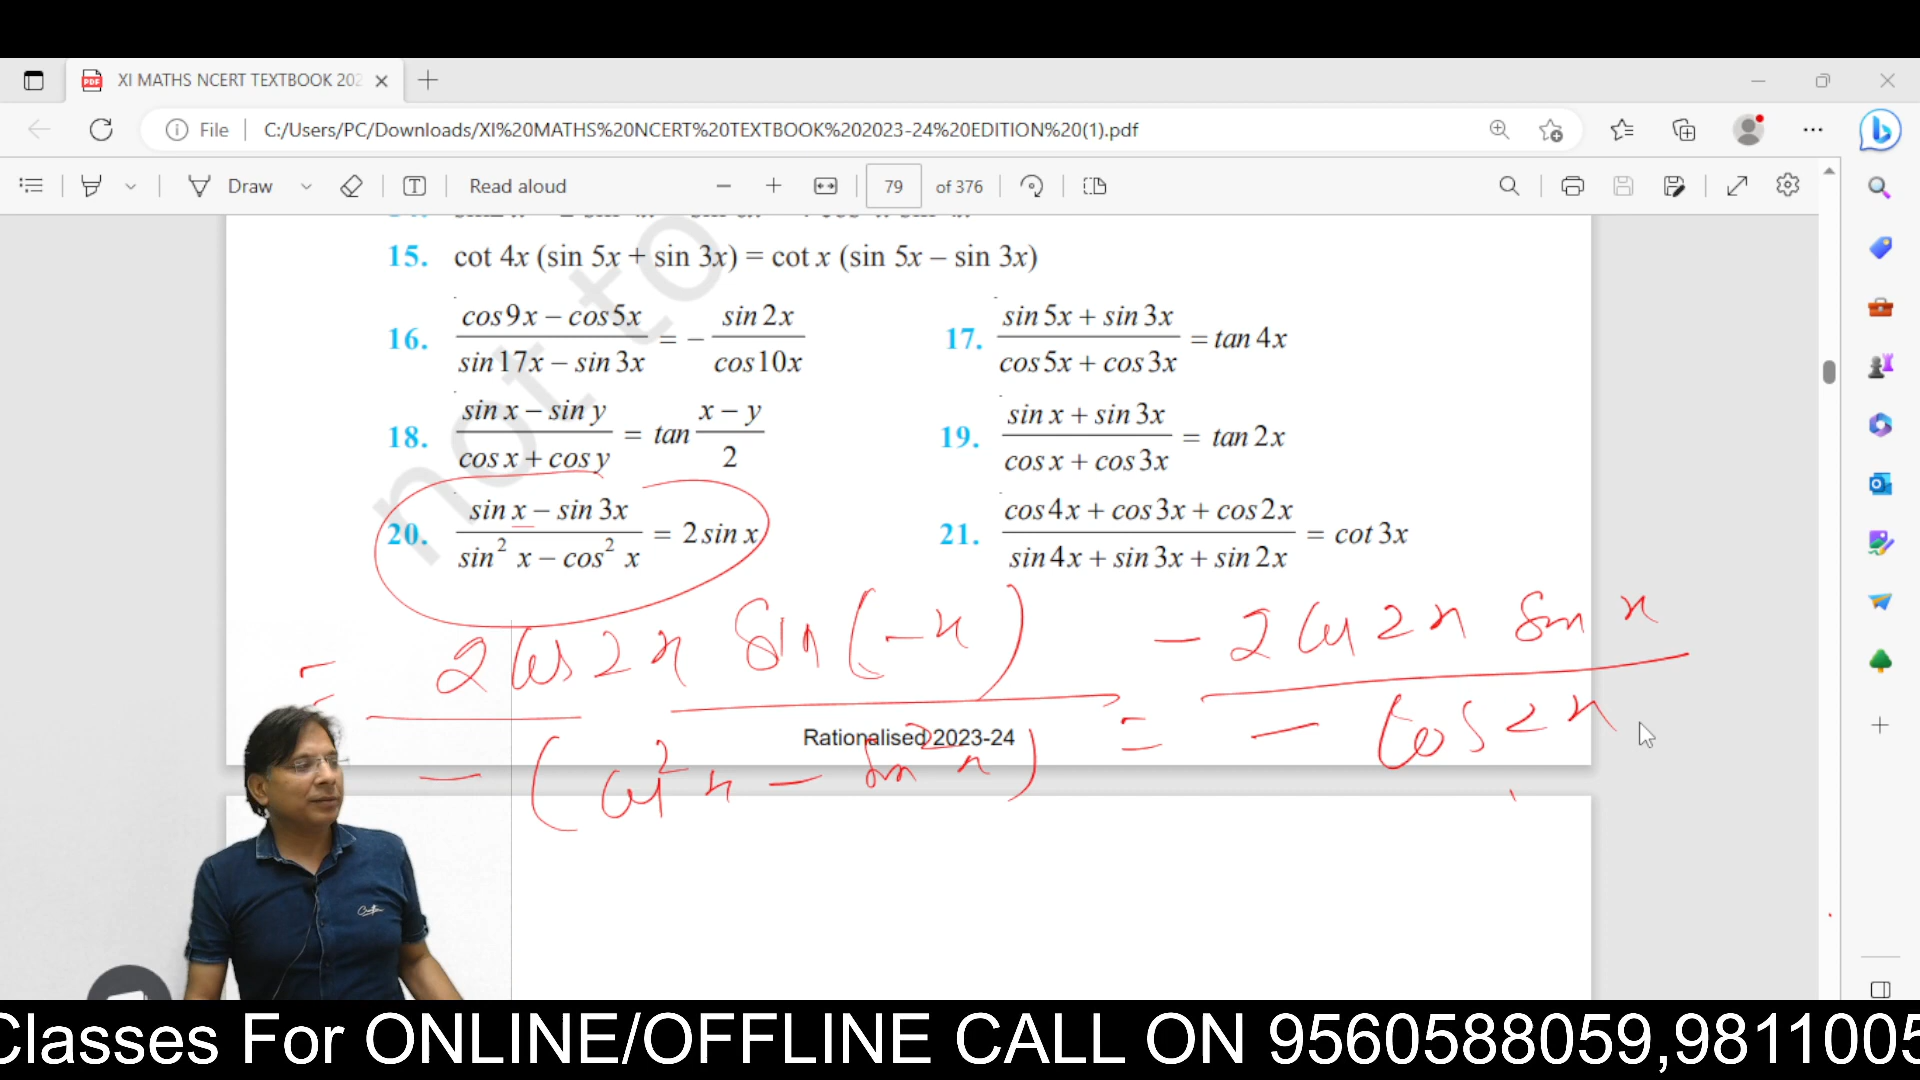 XI MATHS NCERT TEXTBOOK 202
File C:/Users/PC/Downloads/XI%20MATHS%20NCERT%20TEXTBOOK%202023-24%20EDITION%20(1).pdf
Draw Read aloud 79 of 376
15. cot 4x (sin 5x + sin 3x) = cot x (sin 5x – sin 3x)
16. (cos 9x − cos 5x)/(sin 17x − sin 3x) = − sin 2x/cos 10x
17. (sin 5x + sin 3x)/(cos 5x + cos 3x) = tan 4x
18. (sin x − sin y)/(cos x + cos y) = tan (x − y)/2
19. (sin x + sin 3x)/(cos x + cos 3x) = tan 2x
20. (sin x − sin 3x)/(sin² x − cos² x) = 2 sin x
21. (cos 4x + cos 3x + cos 2x)/(sin 4x + sin 3x + sin 2x) = cot 3x
not to
= 2 cos 2x sin (-x)/-(cos² x - sin² x) = -2 cos 2x sin x/-cos 2x
Rationalised 2023-24
Classes For ONLINE/OFFLINE CALL ON 9560588059,9811005